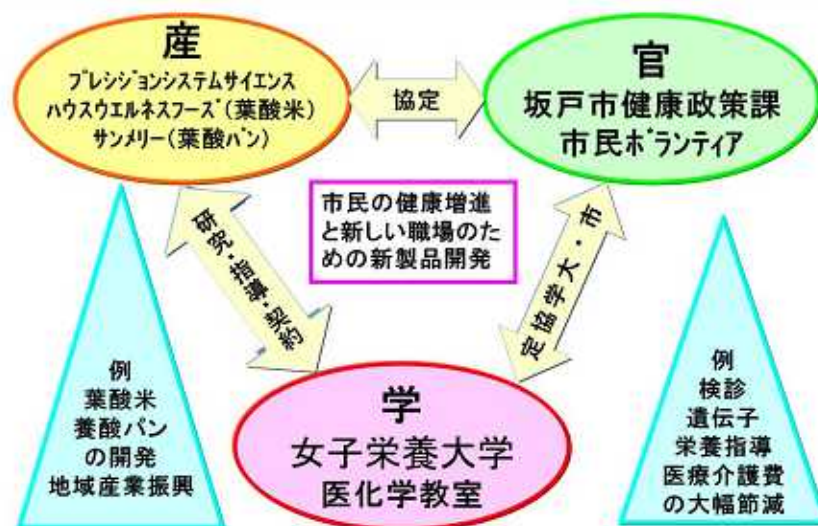 産
プレシジョンシステムサイエンス
ハウスウエルネスフーズ(葉酸米)
サンメリー(葉酸パン)
協定
官
坂戸市健康政策課
市民ボランティア
市民の健康増進
と新しい職場のた
めの新製品開発
研究・指導・契約
定協学大・市
例
葉酸米
養酸パン
の開発
地域産業振興
学
女子栄養大学
医化学教室
例
検診
遺伝子
栄養指導
医療介護費
の大幅節減